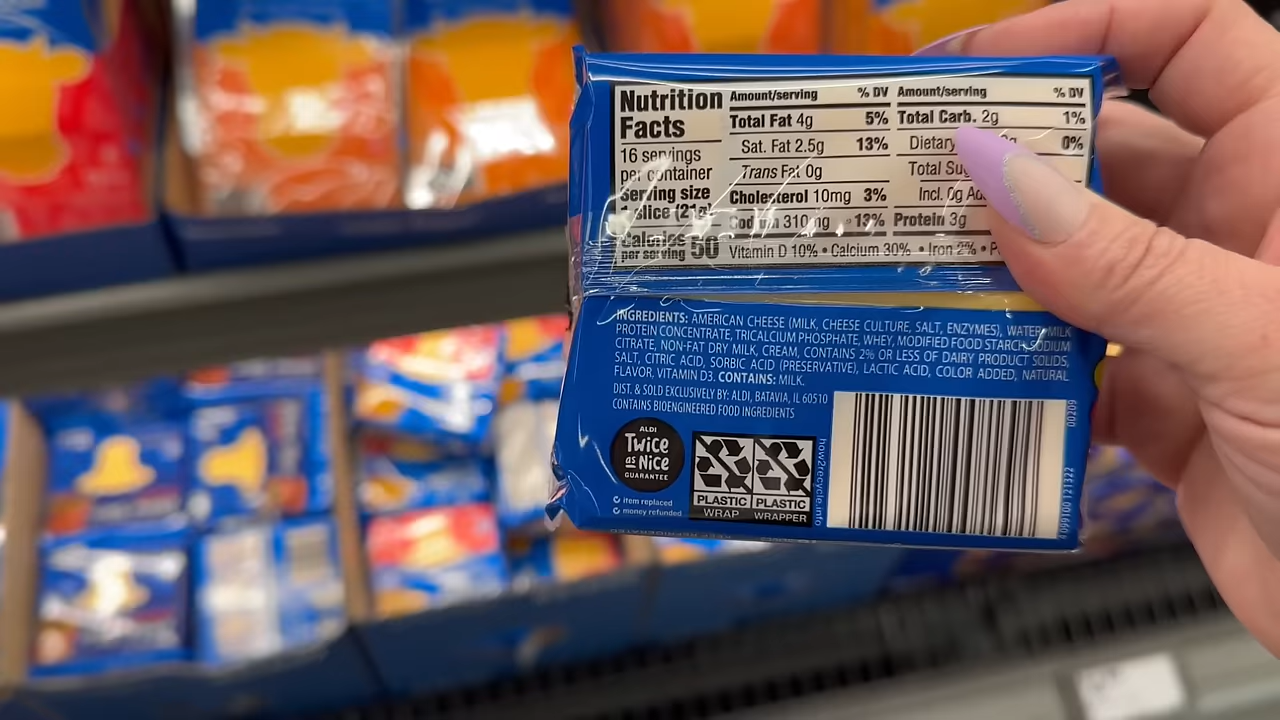 Nutrition Facts
16 servings per container
Serving size
1 slice (21g)
Calories per serving 50
Amount/serving % DV
Total Fat 4g 5%
Sat. Fat 2.5g 13%
Trans Fat 0g
Cholesterol 10mg 3%
Sodium 310mg 13%
Amount/serving % DV
Total Carb. 2g 1%
Dietary 0%
Total
Incl. 0g
Protein 3g
Vitamin D 10% • Calcium 30% • Iron 2% •
INGREDIENTS: AMERICAN CHEESE (MILK, CHEESE CULTURE, SALT, ENZYMES), WATER, MILK
PROTEIN CONCENTRATE, TRICALCIUM PHOSPHATE, WHEY, MODIFIED FOOD STARCH, SODIUM
CITRATE, NON-FAT DRY MILK, CREAM, CONTAINS 2% OR LESS OF DAIRY PRODUCT SOLIDS,
SALT, CITRIC ACID, SORBIC ACID (PRESERVATIVE), LACTIC ACID, COLOR ADDED, NATURAL
FLAVOR, VITAMIN D3. CONTAINS: MILK.
DIST. & SOLD EXCLUSIVELY BY: ALDI, BATAVIA, IL 60510
CONTAINS BIOENGINEERED FOOD INGREDIENTS
ALDI
Twice
as Nice
GUARANTEE
item replaced
money refunded
PLASTIC PLASTIC
WRAP WRAPPER
how2recycle.info
00209
4099100121322